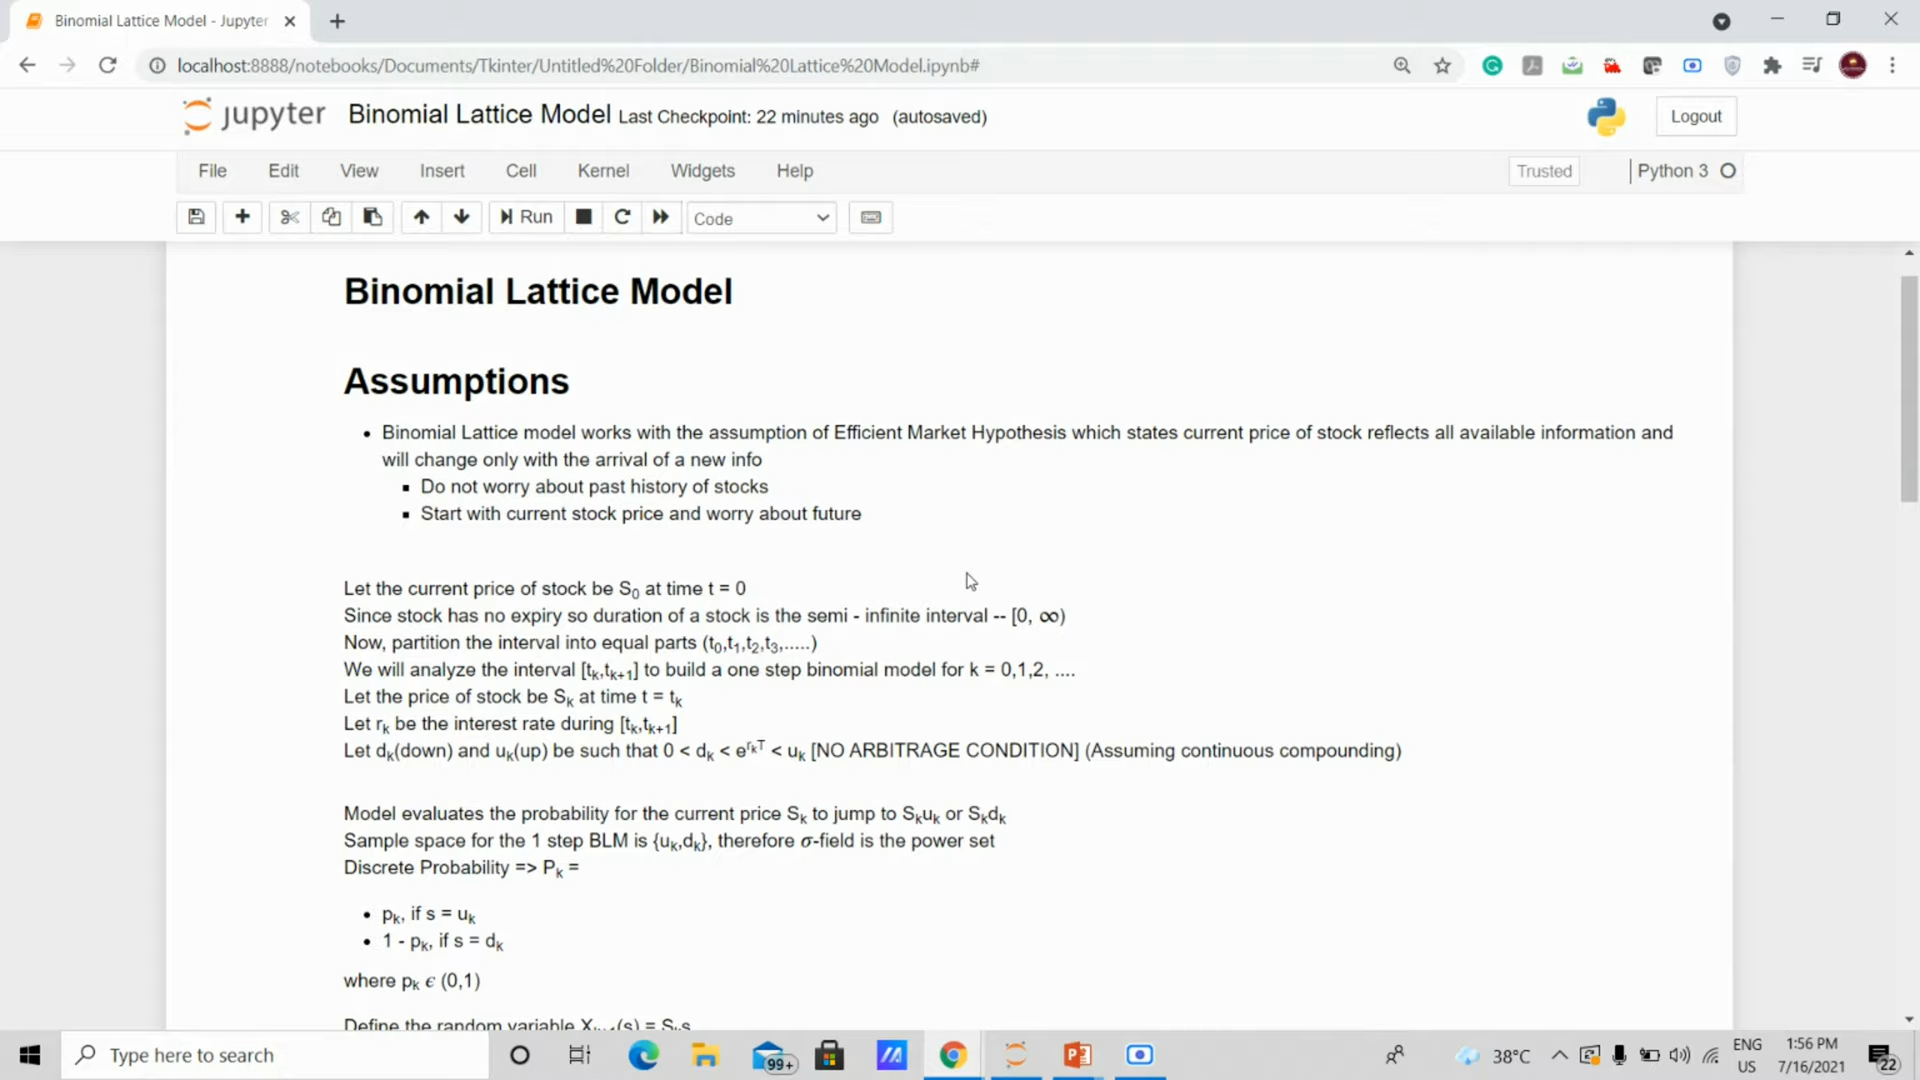 Binomial Lattice Model - Jupyter
localhost:8888/notebooks/Documents/Tkinter/Untitled%20Folder/Binomial%20Lattice%20Model.ipynb#
jupyter Binomial Lattice Model Last Checkpoint: 22 minutes ago (autosaved)
Logout
File Edit View Insert Cell Kernel Widgets Help
Trusted Python 3
Run Code
Binomial Lattice Model
Assumptions
• Binomial Lattice model works with the assumption of Efficient Market Hypothesis which states current price of stock reflects all available information and
will change only with the arrival of a new info
▪ Do not worry about past history of stocks
▪ Start with current stock price and worry about future
Let the current price of stock be S₀ at time t = 0
Since stock has no expiry so duration of a stock is the semi - infinite interval -- [0, ∞)
Now, partition the interval into equal parts (t₀,t₁,t₂,t₃,.....)
We will analyze the interval [tₖ,tₖ₊₁] to build a one step binomial model for k = 0,1,2, ....
Let the price of stock be Sₖ at time t = tₖ
Let rₖ be the interest rate during [tₖ,tₖ₊₁]
Let dₖ(down) and uₖ(up) be such that 0 < dₖ < e^(rₖT) < uₖ [NO ARBITRAGE CONDITION] (Assuming continuous compounding)
Model evaluates the probability for the current price Sₖ to jump to Sₖuₖ or Sₖdₖ
Sample space for the 1 step BLM is {uₖ,dₖ}, therefore σ-field is the power set
Discrete Probability => Pₖ =
• pₖ, if s = uₖ
• 1 - pₖ, if s = dₖ
where pₖ ϵ (0,1)
Define the random variable Xₖ₊₁(s) = Sₖs
Type here to search
99+
38°C
ENG
US
1:56 PM
7/16/2021
22